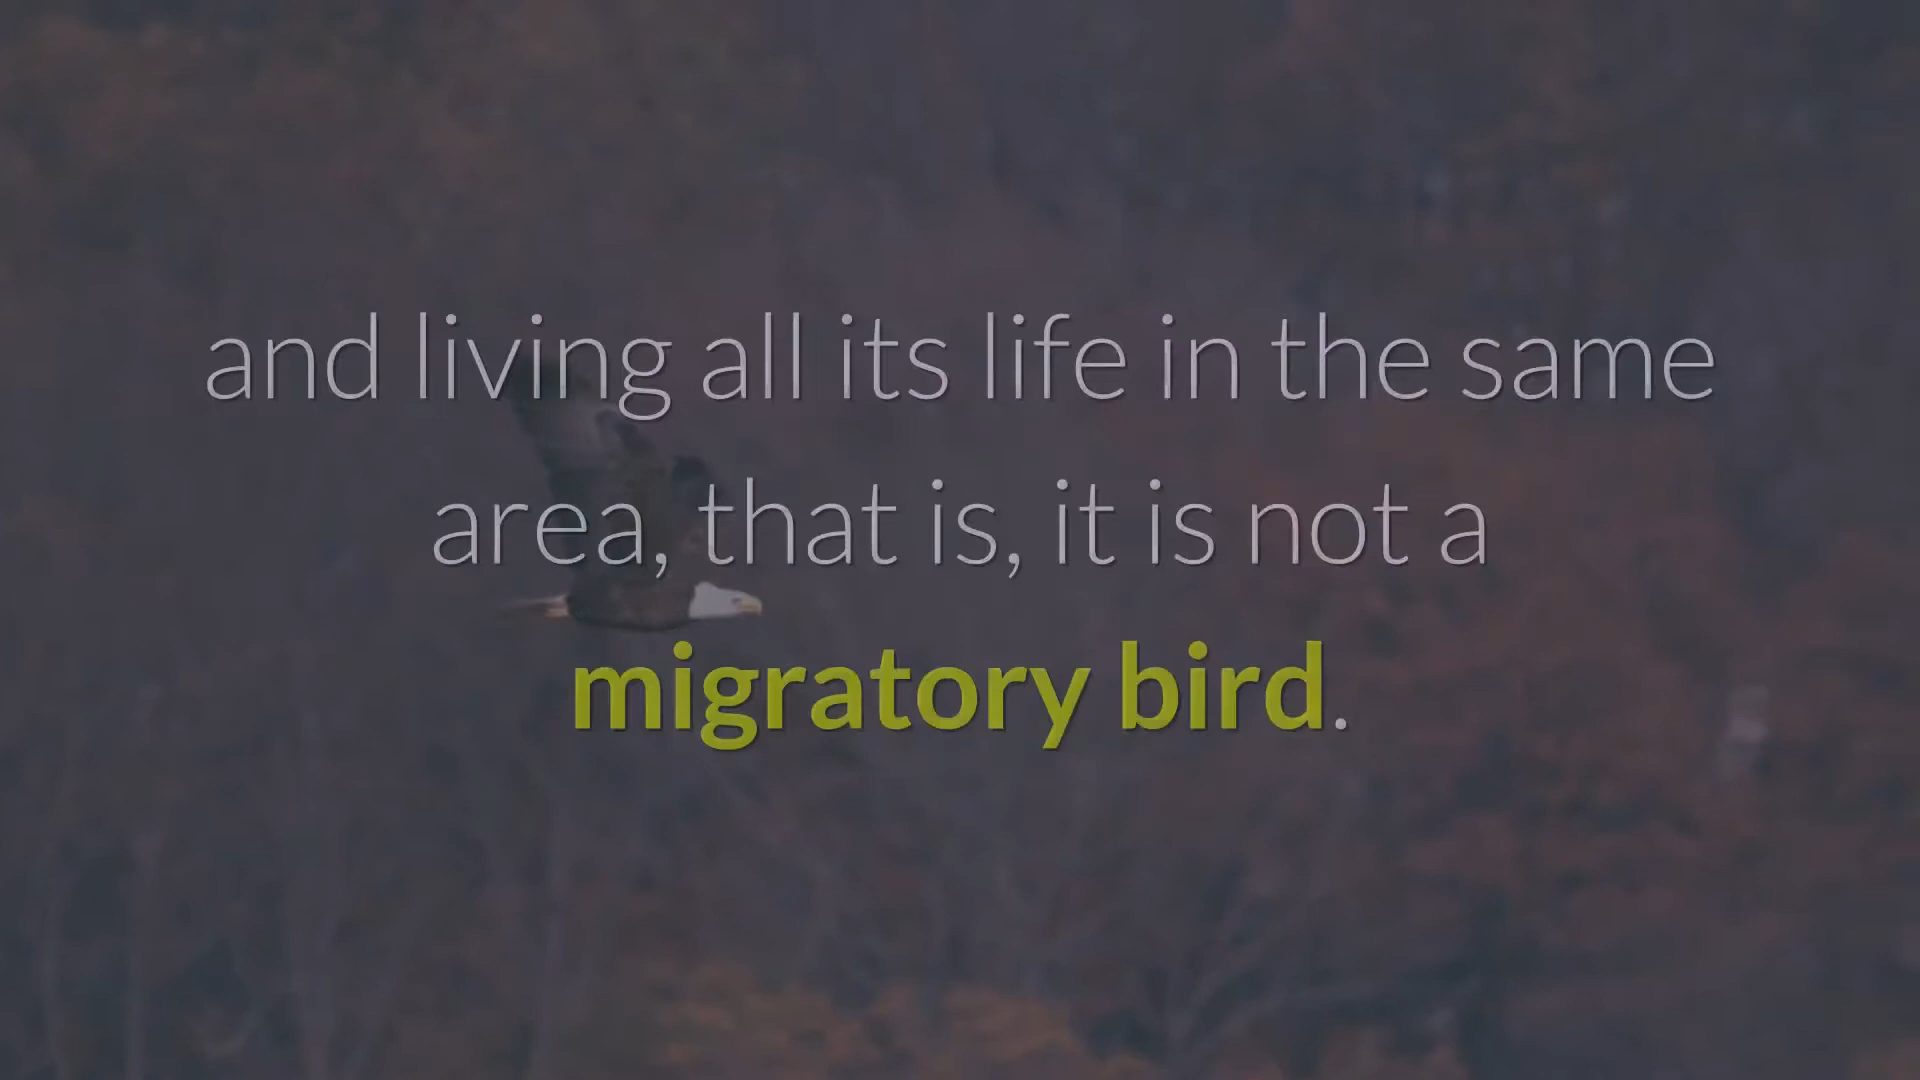 and living all its life in the same
area, that is, it is not a
migratory bird.